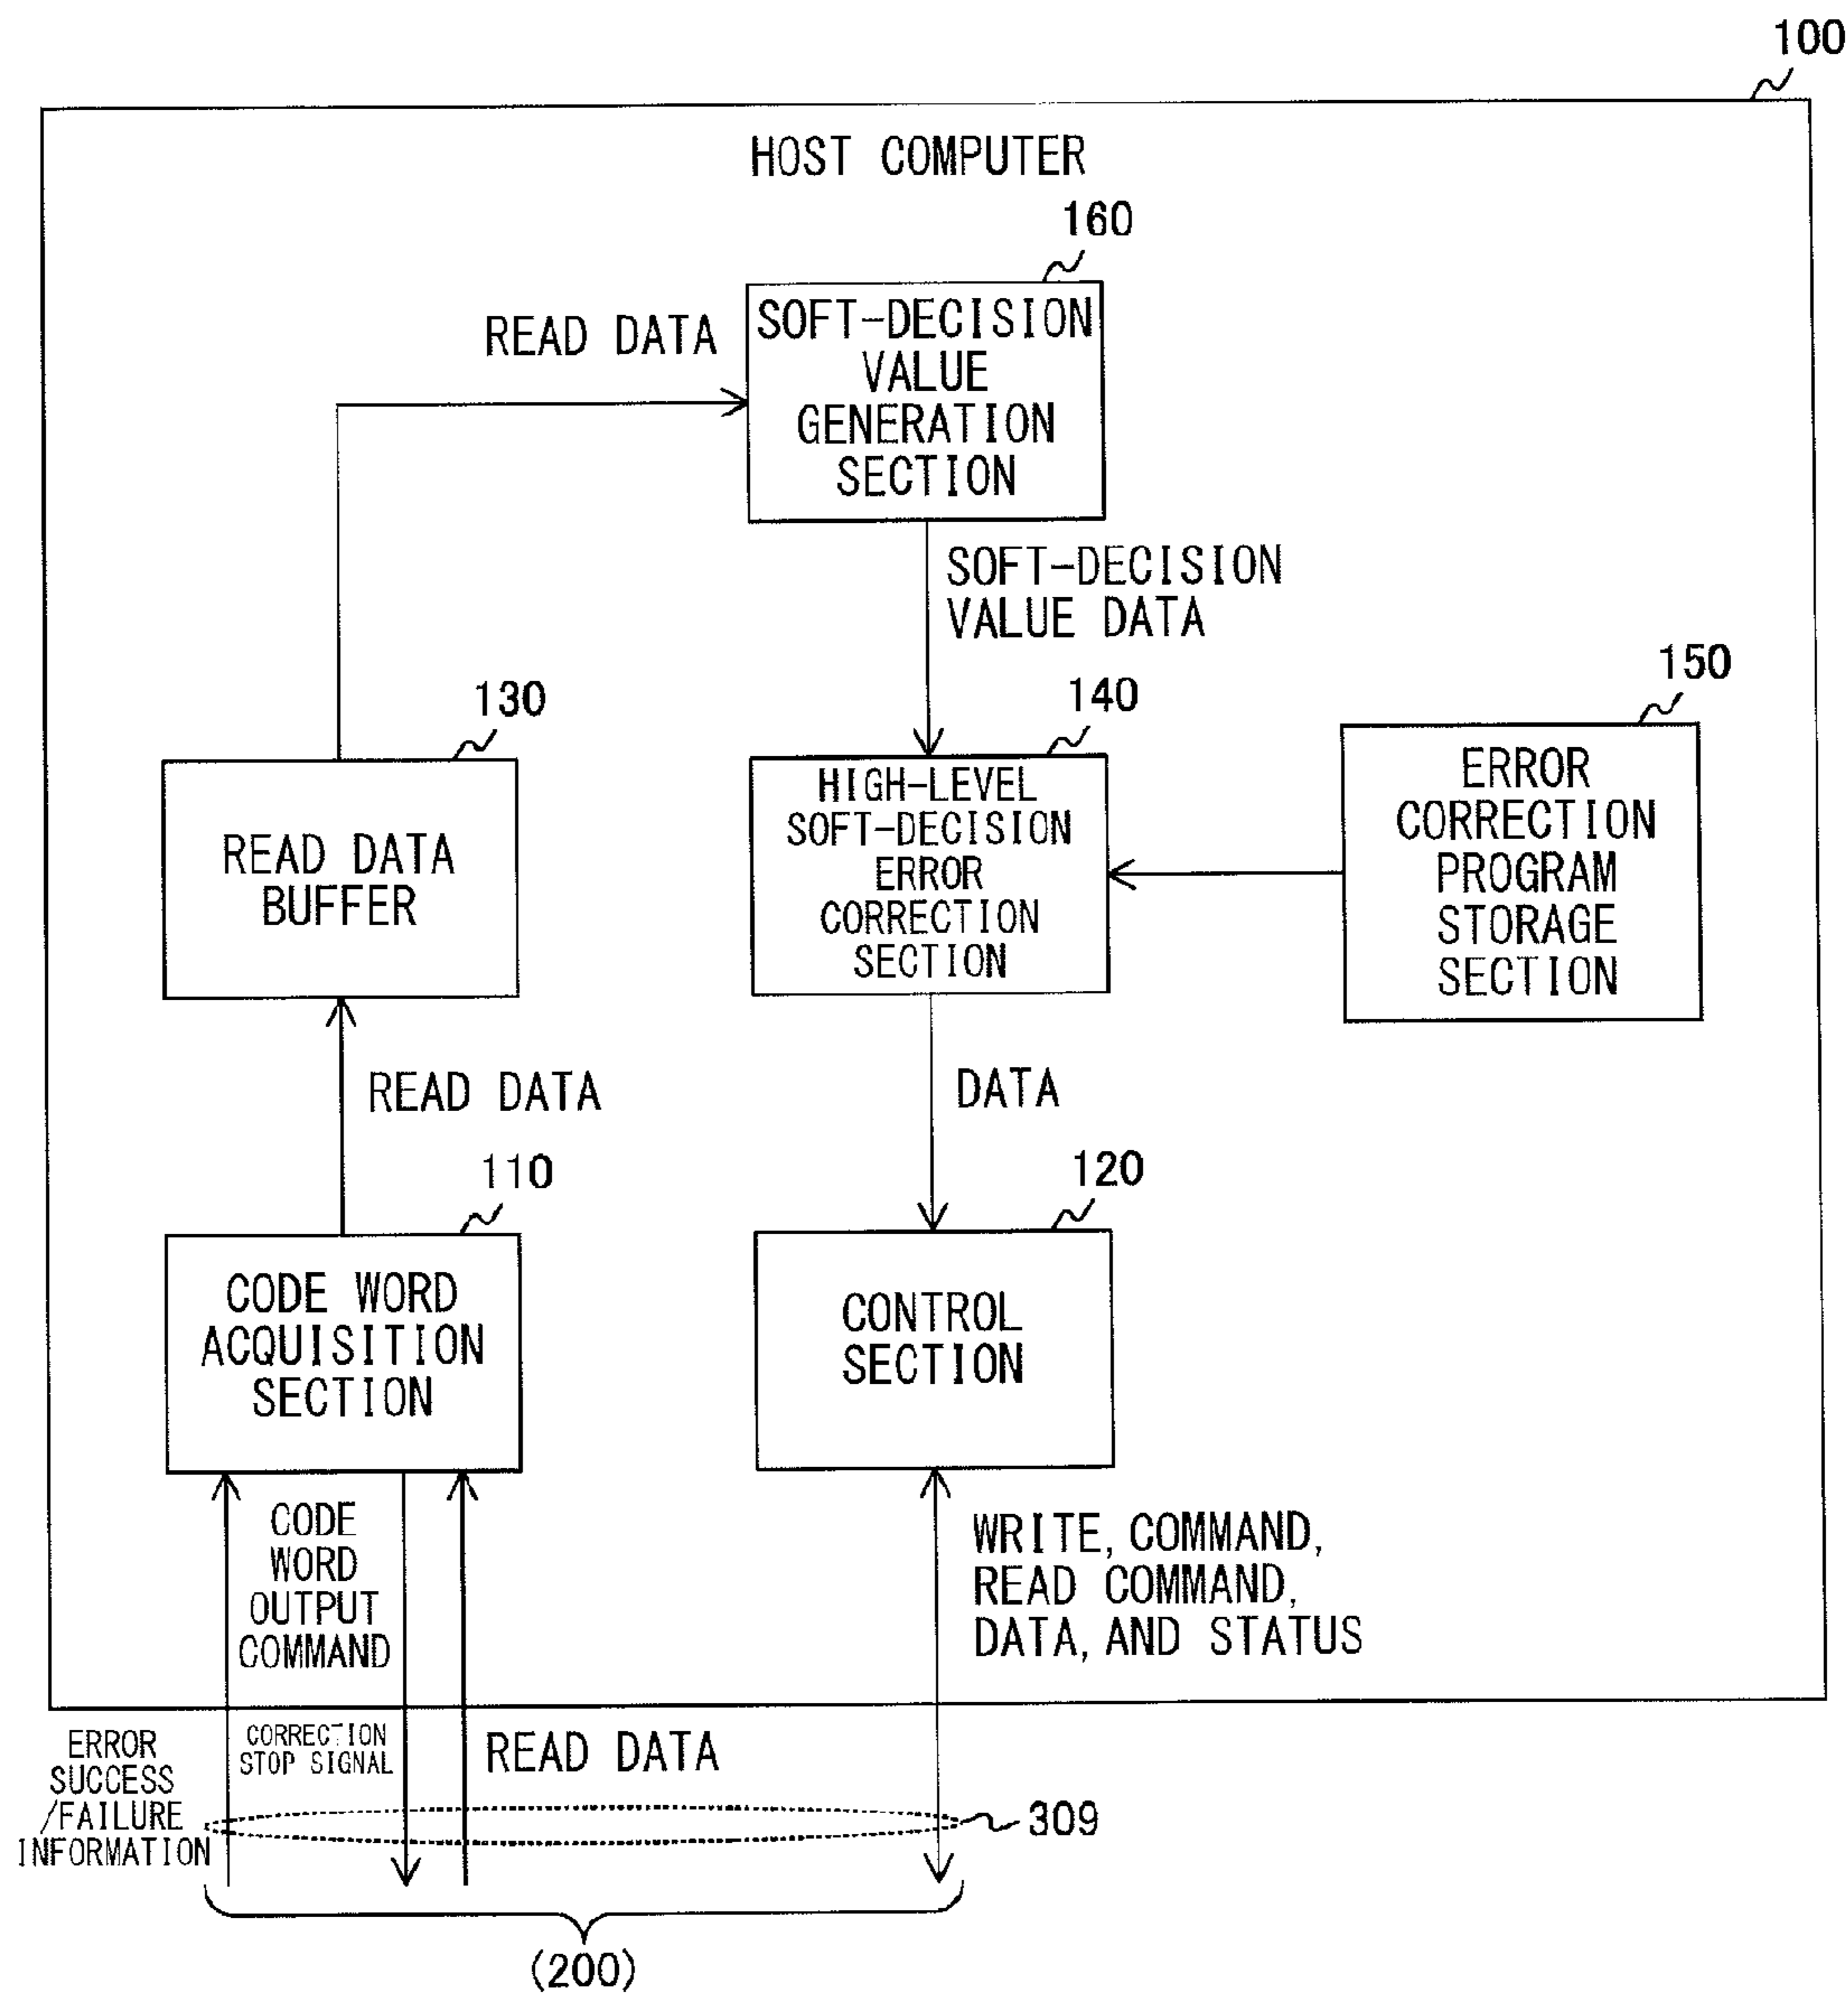 100
HOST COMPUTER
160
SOFT-DECISION
VALUE
GENERATION
SECTION
READ DATA
SOFT-DECISION
VALUE DATA
130
READ DATA
BUFFER
140
HIGH-LEVEL
SOFT-DECISION
ERROR
CORRECTION
SECTION
150
ERROR
CORRECTION
PROGRAM
STORAGE
SECTION
READ DATA
DATA
110
CODE WORD
ACQUISITION
SECTION
120
CONTROL
SECTION
CODE
WORD
OUTPUT
COMMAND
WRITE, COMMAND,
READ COMMAND,
DATA, AND STATUS
ERROR
SUCCESS
/FAILURE
INFORMATION
CORRECTION
STOP SIGNAL
READ DATA
309
(200)